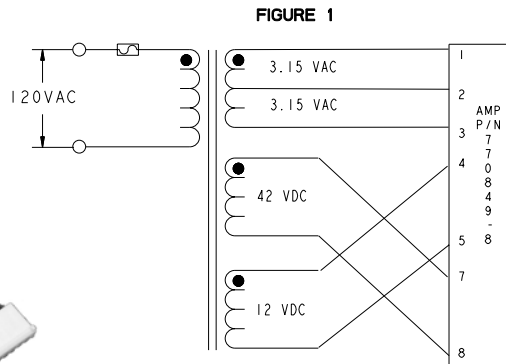 FIGURE 1
120VAC
3.15 VAC
3.15 VAC
42 VDC
12 VDC
1
2
3
4
5
7
8
AMP
P/N
7
7
0
8
4
9
-
8